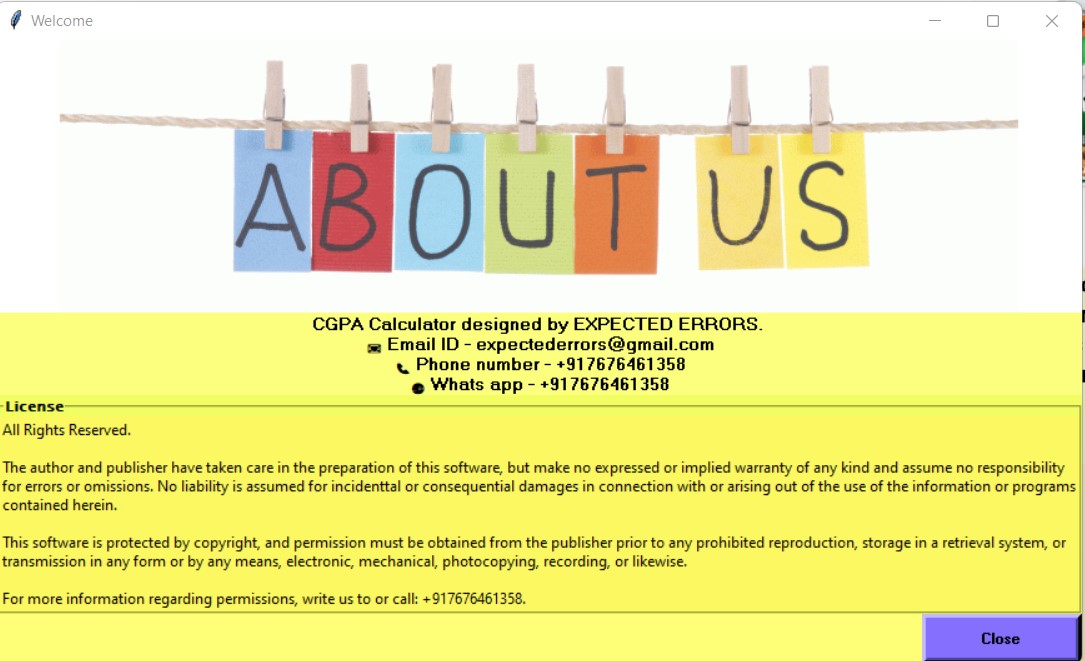 Welcome
ABOUT US
CGPA Calculator designed by EXPECTED ERRORS.
Email ID - expectederrors@gmail.com
Phone number - +917676461358
Whats app - +917676461358
License
All Rights Reserved.
The author and publisher have taken care in the preparation of this software, but make no expressed or implied warranty of any kind and assume no responsibility
for errors or omissions. No liability is assumed for incidenttal or consequential damages in connection with or arising out of the use of the information or programs
contained herein.
This software is protected by copyright, and permission must be obtained from the publisher prior to any prohibited reproduction, storage in a retrieval system, or
transmission in any form or by any means, electronic, mechanical, photocopying, recording, or likewise.
For more information regarding permissions, write us to or call: +917676461358.
Close